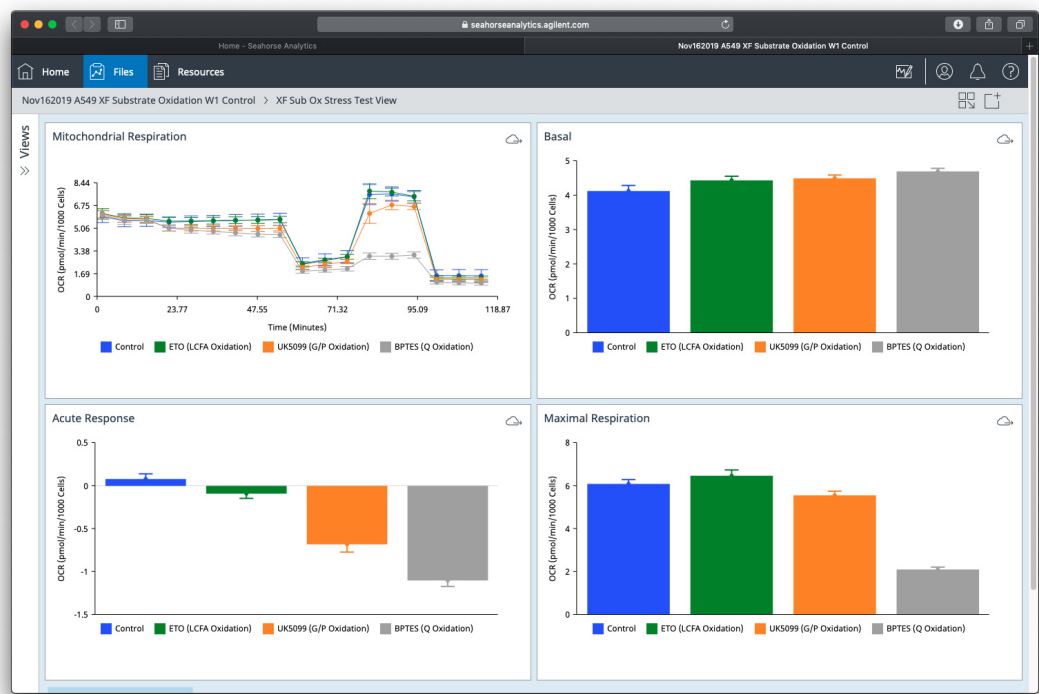 seahorseanalytics.agilent.com
Home - Seahorse Analytics
Nov162019 A549 XF Substrate Oxidation W1 Control
Home
Files
Resources
Nov162019 A549 XF Substrate Oxidation W1 Control > XF Sub Ox Stress Test View
Views
Mitochondrial Respiration
OCR (pmol/min/1000 Cells)
8.44
6.75
5.06
3.38
1.69
0
0 23.77 47.55 71.32 95.09 118.87
Time (Minutes)
Control ETO (LCFA Oxidation) UK5099 (G/P Oxidation) BPTES (Q Oxidation)
Basal
OCR (pmol/min/1000 Cells)
5
4
3
2
1
0
Control ETO (LCFA Oxidation) UK5099 (G/P Oxidation) BPTES (Q Oxidation)
Acute Response
OCR (pmol/min/1000 Cells)
0.5
0
-0.5
-1
-1.5
Control ETO (LCFA Oxidation) UK5099 (G/P Oxidation) BPTES (Q Oxidation)
Maximal Respiration
OCR (pmol/min/1000 Cells)
8
6
4
2
0
Control ETO (LCFA Oxidation) UK5099 (G/P Oxidation) BPTES (Q Oxidation)